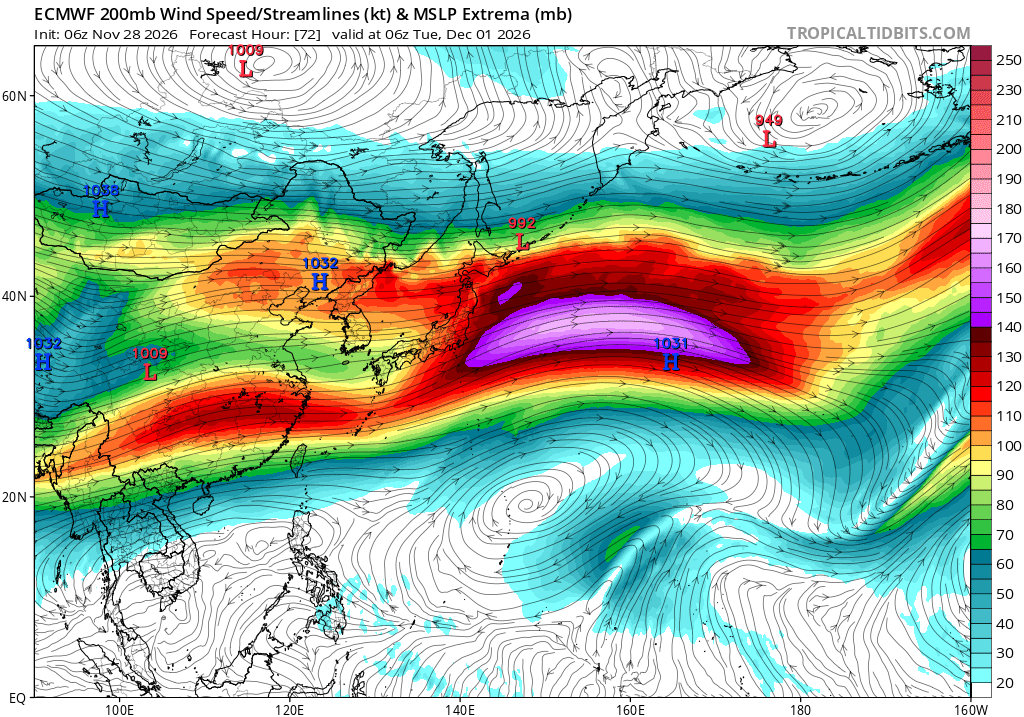 ECMWF 200mb Wind Speed/Streamlines (kt) & MSLP Extrema (mb)
Init: 06z Nov 28 2026 Forecast Hour: [72] valid at 06z Tue, Dec 01 2026
TROPICALTIDBITS.COM
1009
L
949
L
1038
H
992
L
1032
H
1032
H
1009
L
1031
H
60N
40N
20N
EQ
100E
120E
140E
160E
180
160W
250
230
210
200
190
180
170
160
150
140
130
120
110
100
90
80
70
60
50
40
30
20